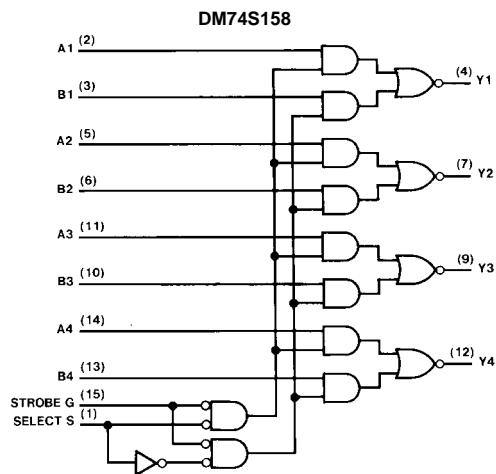 DM74S158
A1 (2)
B1 (3)
(4) Y1
A2 (5)
B2 (6)
(7) Y2
A3 (11)
B3 (10)
(9) Y3
A4 (14)
B4 (13)
(12) Y4
STROBE G (15)
SELECT S (1)